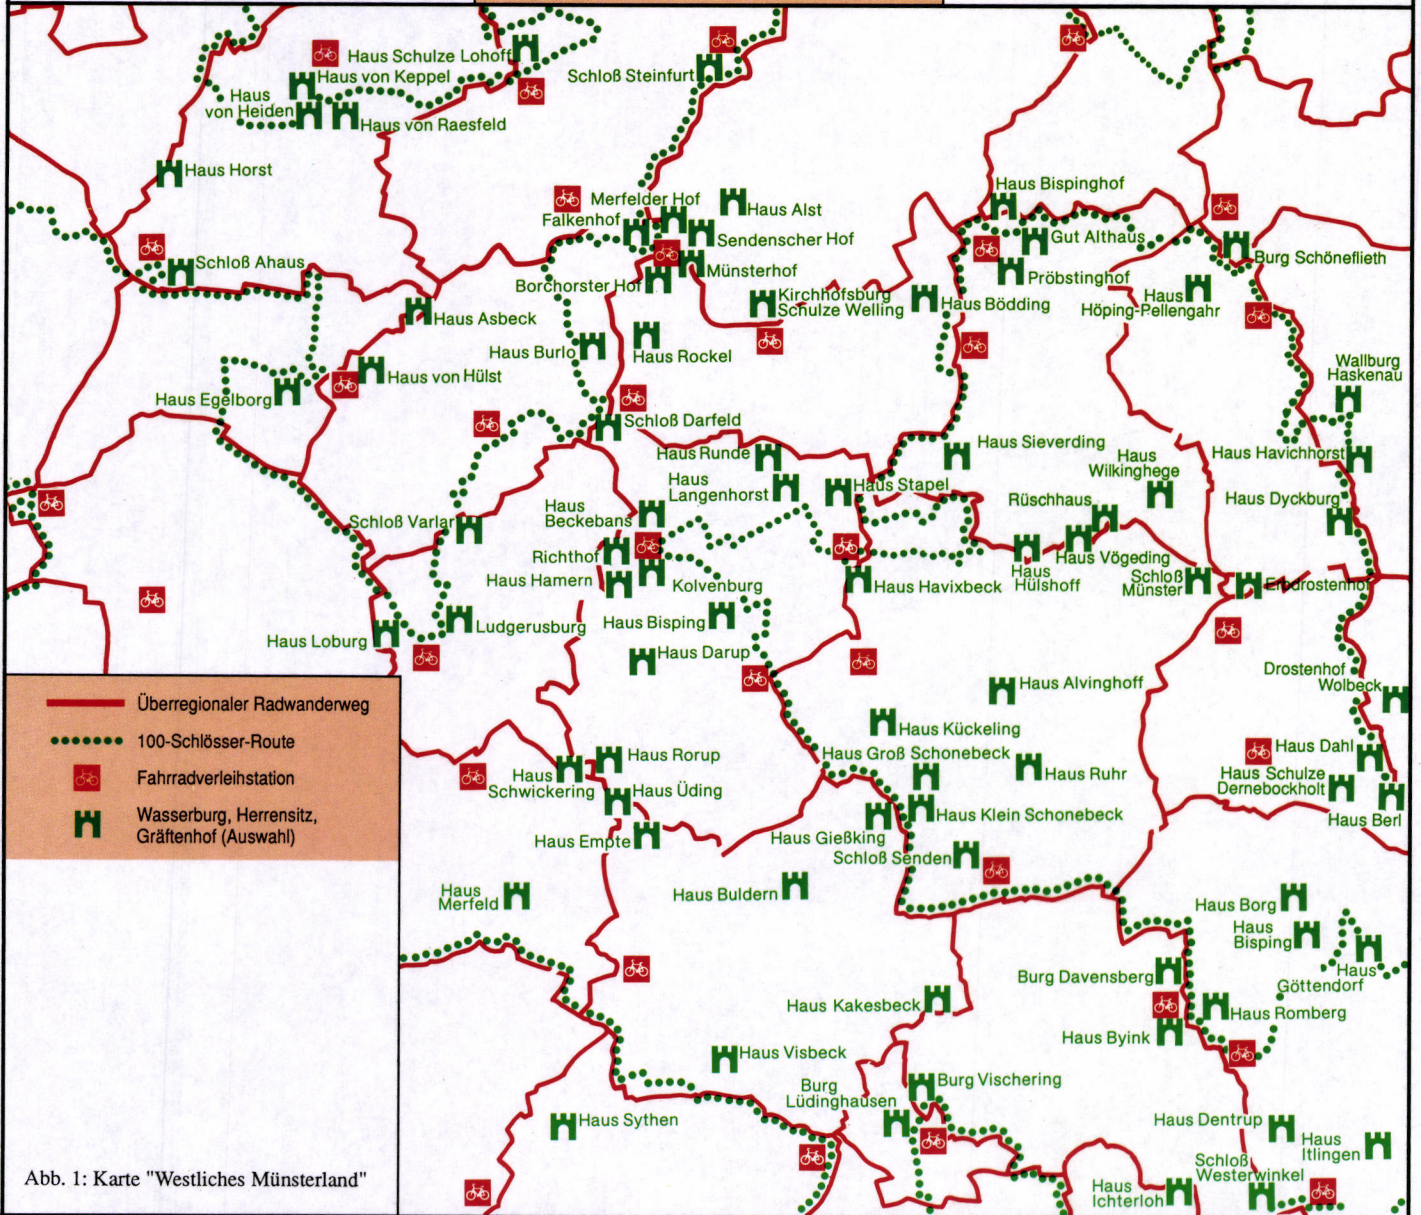 Haus Schulze Lohoff
Haus von Keppel
Haus
von Heiden
Haus von Raesfeld
Schloß Steinfurt
Haus Horst
Merfelder Hof
Falkenhof
Haus Alst
Sendenscher Hof
Münsterhof
Borchorster Hof
Haus Bispinghof
Gut Althaus
Pröbstinghof
Burg Schöneflieth
Haus
Höping-Pellengahr
Schloß Ahaus
Haus Asbeck
Kirchhofsburg
Schulze Welling
Haus Bödding
Haus Burlo
Haus Rockel
Haus von Hülst
Haus Egelborg
Wallburg
Haskenau
Schloß Darfeld
Haus Runde
Haus Sieverding
Haus
Wilkinghege
Haus Havichhorst
Haus
Langenhorst
Haus Stapel
Rüschhaus
Haus Dyckburg
Haus
Beckebans
Schloß Varlar
Richthof
Haus Hamern
Kolvenburg
Haus Havixbeck
Haus
Hülshoff
Haus Vögeding
Schloß
Münster
Erbdrostenhof
Haus Loburg
Ludgerusburg
Haus Bisping
Haus Darup
Drostenhof
Wolbeck
Haus Alvinghoff
Haus Kückeling
Haus Groß Schonebeck
Haus Ruhr
Haus Dahl
Haus Schulze
Dernebockholt
Haus Berl
Haus Rorup
Haus
Schwickering
Haus Üding
Haus Empte
Haus Gießking
Haus Klein Schonebeck
Schloß Senden
Haus
Merfeld
Haus Buldern
Haus Borg
Haus
Bisping
Haus
Göttendorf
Burg Davensberg
Haus Romberg
Haus Byink
Haus Kakesbeck
Haus Visbeck
Burg
Lüdinghausen
Burg Vischering
Haus Sythen
Haus Dentrup
Haus
Itlingen
Schloß
Westerwinkel
Haus
Ichterloh
Überregionaler Radwanderweg
100-Schlösser-Route
Fahrradverleihstation
Wasserburg, Herrensitz,
Gräftenhof (Auswahl)
Abb. 1: Karte "Westliches Münsterland"